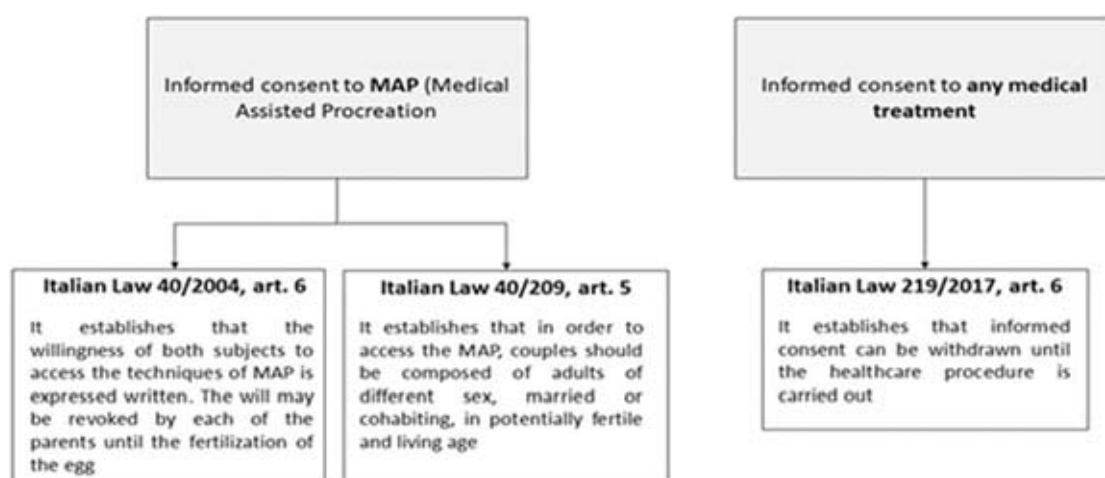 Informed consent to MAP (Medical
Assisted Procreation
Informed consent to any medical
treatment
Italian Law 40/2004, art. 6
It establishes that the
willingness of both subjects to
access the techniques of MAP is
expressed written. The will may
be revoked by each of the
parents until the fertilization of
the egg
Italian Law 40/209, art. 5
It establishes that in order to
access the MAP, couples should
be composed of adults of
different sex, married or
cohabiting, in potentially fertile
and living age
Italian Law 219/2017, art. 6
It establishes that informed
consent can be withdrawn until
the healthcare procedure is
carried out